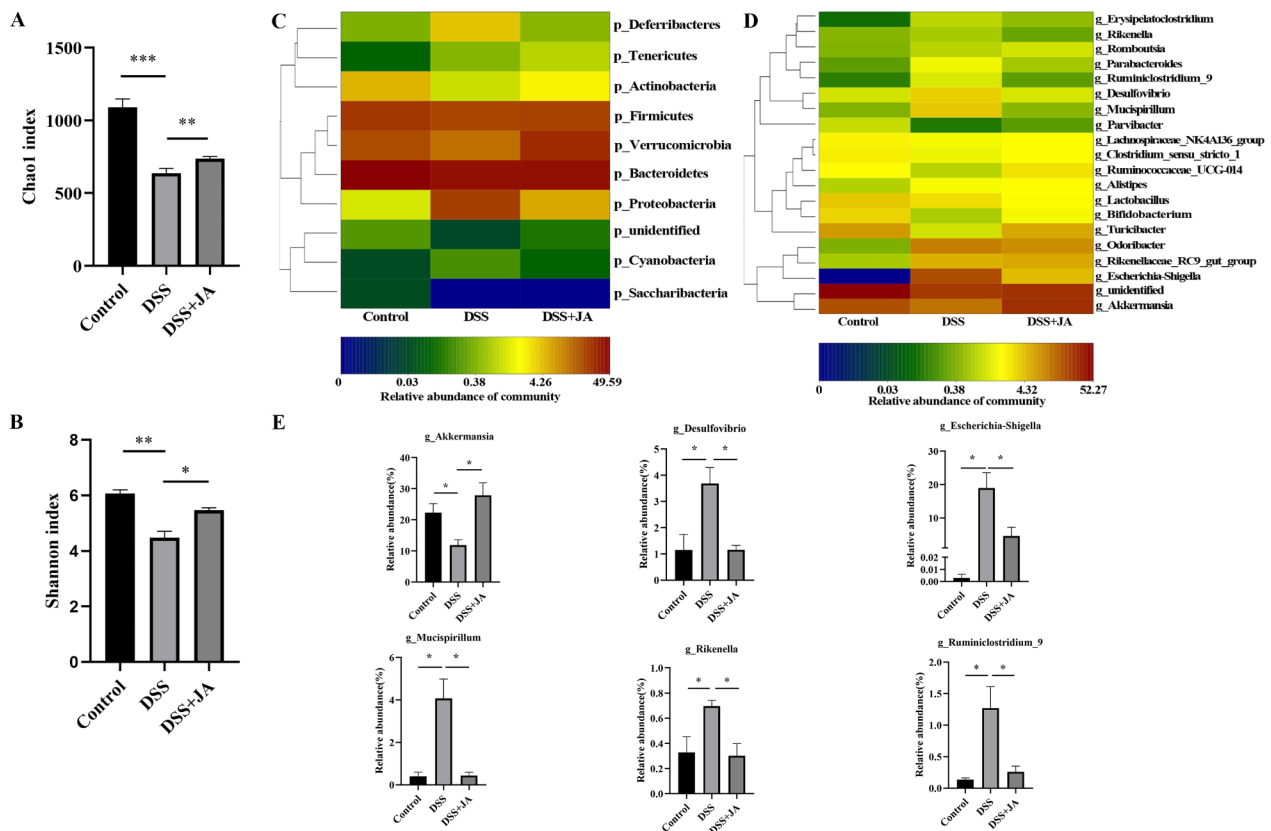 A
Chao1 index
1500
1000
500
0
***
**
Control
DSS
DSS+JA
B
Shannon index
8
6
4
2
0
**
*
Control
DSS
DSS+JA
C
p_Deferribacteres
p_Tenericutes
p_Actinobacteria
p_Firmicutes
p_Verrucomicrobia
p_Bacteroidetes
p_Proteobacteria
p_unidentified
p_Cyanobacteria
p_Saccharibacteria
Control DSS DSS+JA
0 0.03 0.38 4.26 49.59
Relative abundance of community
D
g_Erysipelatoclostridium
g_Rikenella
g_Romboutsia
g_Parabacteroides
g_Ruminiclostridium_9
g_Desulfovibrio
g_Mucispirillum
g_Parvibacter
g_Lachnospiraceae_NK4A136_group
g_Clostridium_sensu_stricto_1
g_Ruminococcaceae_UCG-014
g_Alistipes
g_Lactobacillus
g_Bifidobacterium
g_Turicibacter
g_Odoribacter
g_Rikenellaceae_RC9_gut_group
g_Escherichia-Shigella
g_unidentified
g_Akkermansia
Control DSS DSS+JA
0 0.03 0.38 4.32 52.27
Relative abundance of community
E
g_Akkermansia
Relative abundance(%)
40
30
20
10
0
* *
Control
DSS
DSS+JA
g_Desulfovibrio
Relative abundance(%)
5
4
3
2
1
0
* *
Control
DSS
DSS+JA
g_Escherichia-Shigella
Relative abundance(%)
30
20
10
0.02
0.01
0.00
* *
Control
DSS
DSS+JA
g_Mucispirillum
Relative abundance(%)
6
4
2
0
* *
Control
DSS
DSS+JA
g_Rikenella
Relative abundance(%)
1.0
0.8
0.6
0.4
0.2
0.0
* *
Control
DSS
DSS+JA
g_Ruminiclostridium_9
Relative abundance(%)
2.0
1.5
1.0
0.5
0.0
* *
Control
DSS
DSS+JA